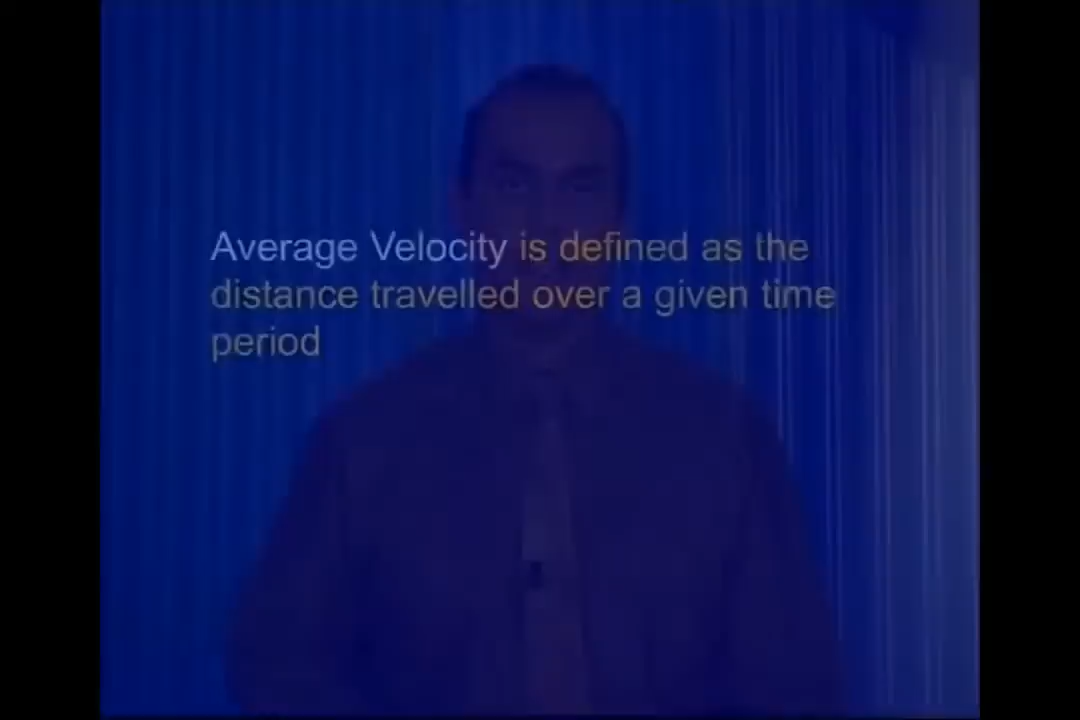 Average Velocity is defined as the
distance travelled over a given time
period